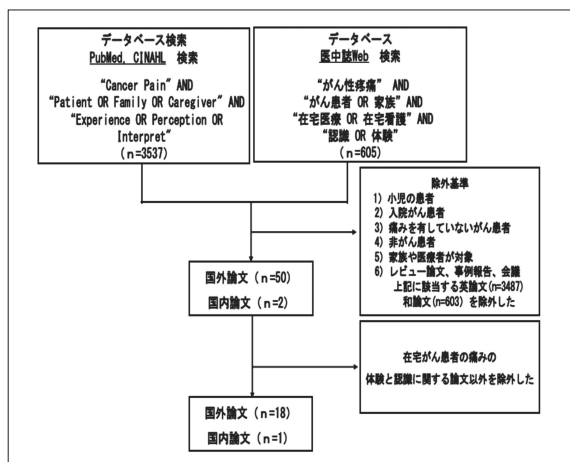 データベース検索
PubMed, CINAHL 検索
“Cancer Pain” AND
“Patient OR Family OR Caregiver” AND
“Experience OR Perception OR
Interpret”
(n=3537)
データベース
医中誌Web 検索
“がん性疼痛” AND
“がん患者 OR 家族” AND
“在宅医療 OR 在宅看護” AND
“認識 OR 体験”
(n=605)
除外基準
1) 小児の患者
2) 入院がん患者
3) 痛みを有していないがん患者
4) 非がん患者
5) 家族や医療者が対象
6) レビュー論文、事例報告、会議
上記に該当する英論文(n=3487)
和論文(n=603) を除外した
国外論文 (n=50)
国内論文 (n=2)
在宅がん患者の痛みの
体験と認識に関する論文以外を除外した
国外論文 (n=18)
国内論文 (n=1)